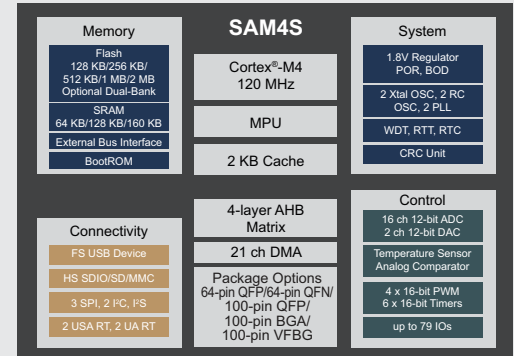 Memory
Flash
128 KB/256 KB/
512 KB/1 MB/2 MB
Optional Dual-Bank
SRAM
64 KB/128 KB/160 KB
External Bus Interface
BootROM
SAM4S
Cortex®-M4
120 MHz
MPU
2 KB Cache
System
1.8V Regulator
POR, BOD
2 Xtal OSC, 2 RC
OSC, 2 PLL
WDT, RTT, RTC
CRC Unit
Connectivity
FS USB Device
HS SDIO/SD/MMC
3 SPI, 2 I²C, I²S
2 USA RT, 2 UA RT
4-layer AHB
Matrix
21 ch DMA
Package Options
64-pin QFP/64-pin QFN/
100-pin QFP/
100-pin BGA/
100-pin VFBG
Control
16 ch 12-bit ADC
2 ch 12-bit DAC
Temperature Sensor
Analog Comparator
4 x 16-bit PWM
6 x 16-bit Timers
up to 79 IOs